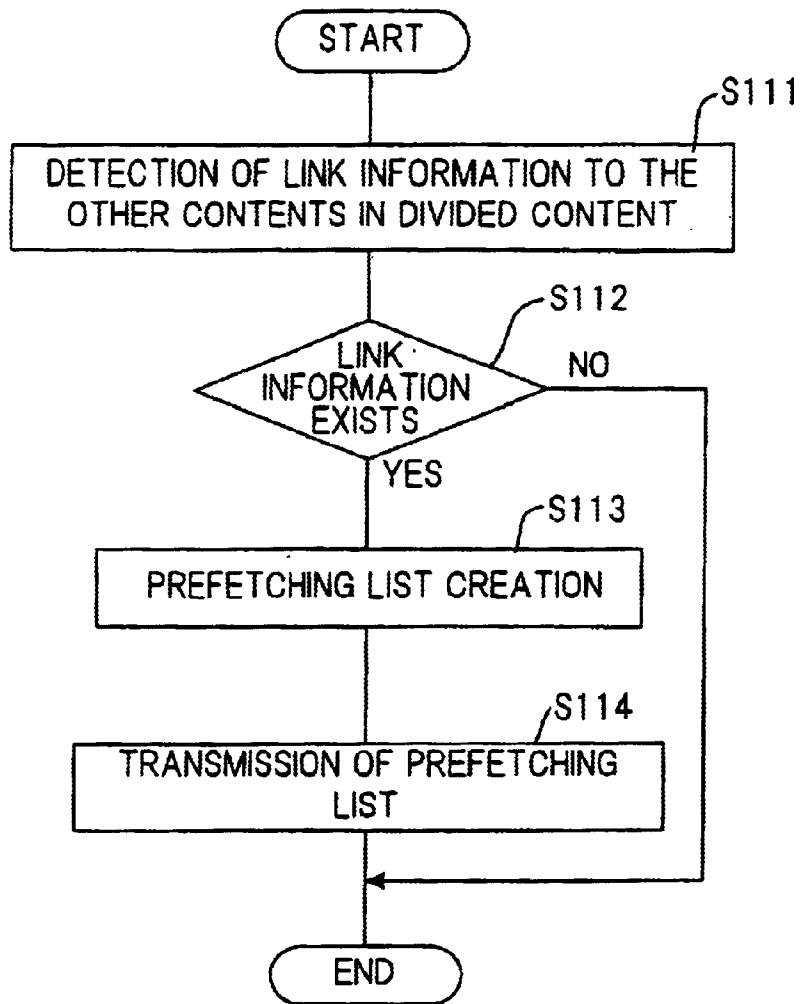 START
S111
DETECTION OF LINK INFORMATION TO THE
OTHER CONTENTS IN DIVIDED CONTENT
S112
LINK
INFORMATION
EXISTS
NO
YES
S113
PREFETCHING LIST CREATION
S114
TRANSMISSION OF PREFETCHING
LIST
END